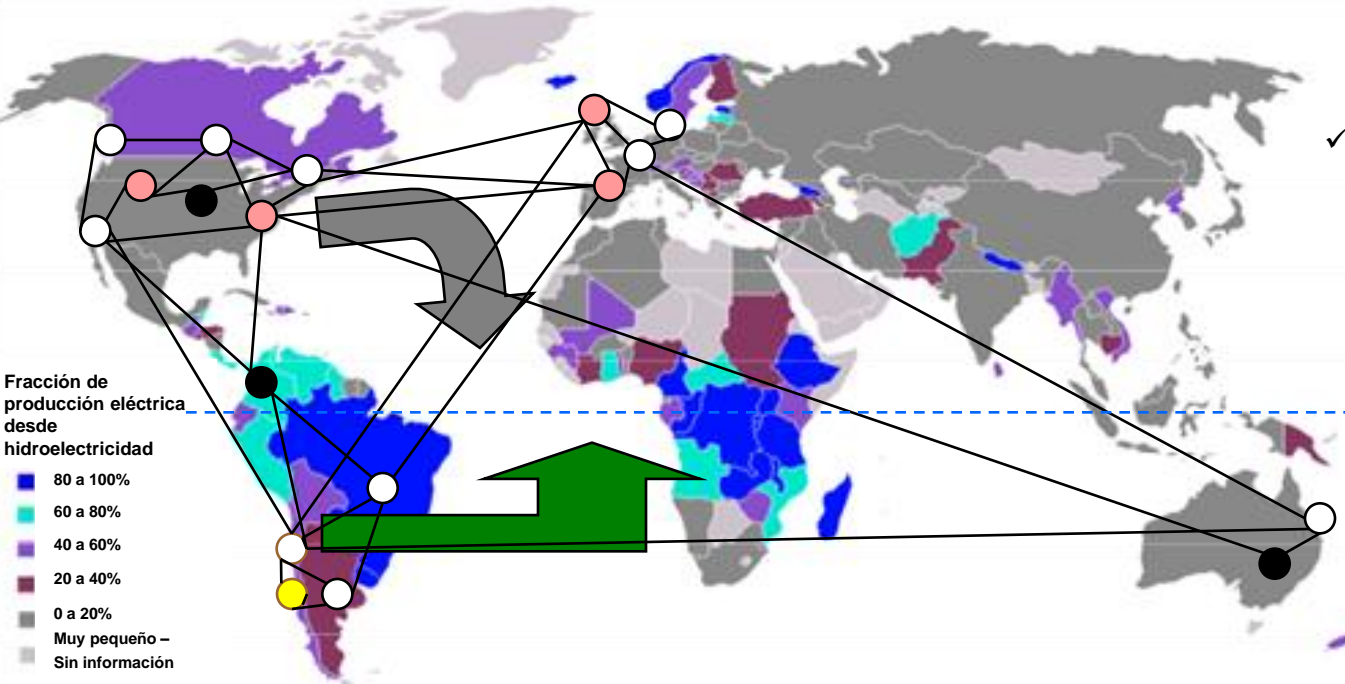 ✓
Fracción de
producción eléctrica
desde
hidroelectricidad
80 a 100%
60 a 80%
40 a 60%
20 a 40%
0 a 20%
Muy pequeño –
Sin información